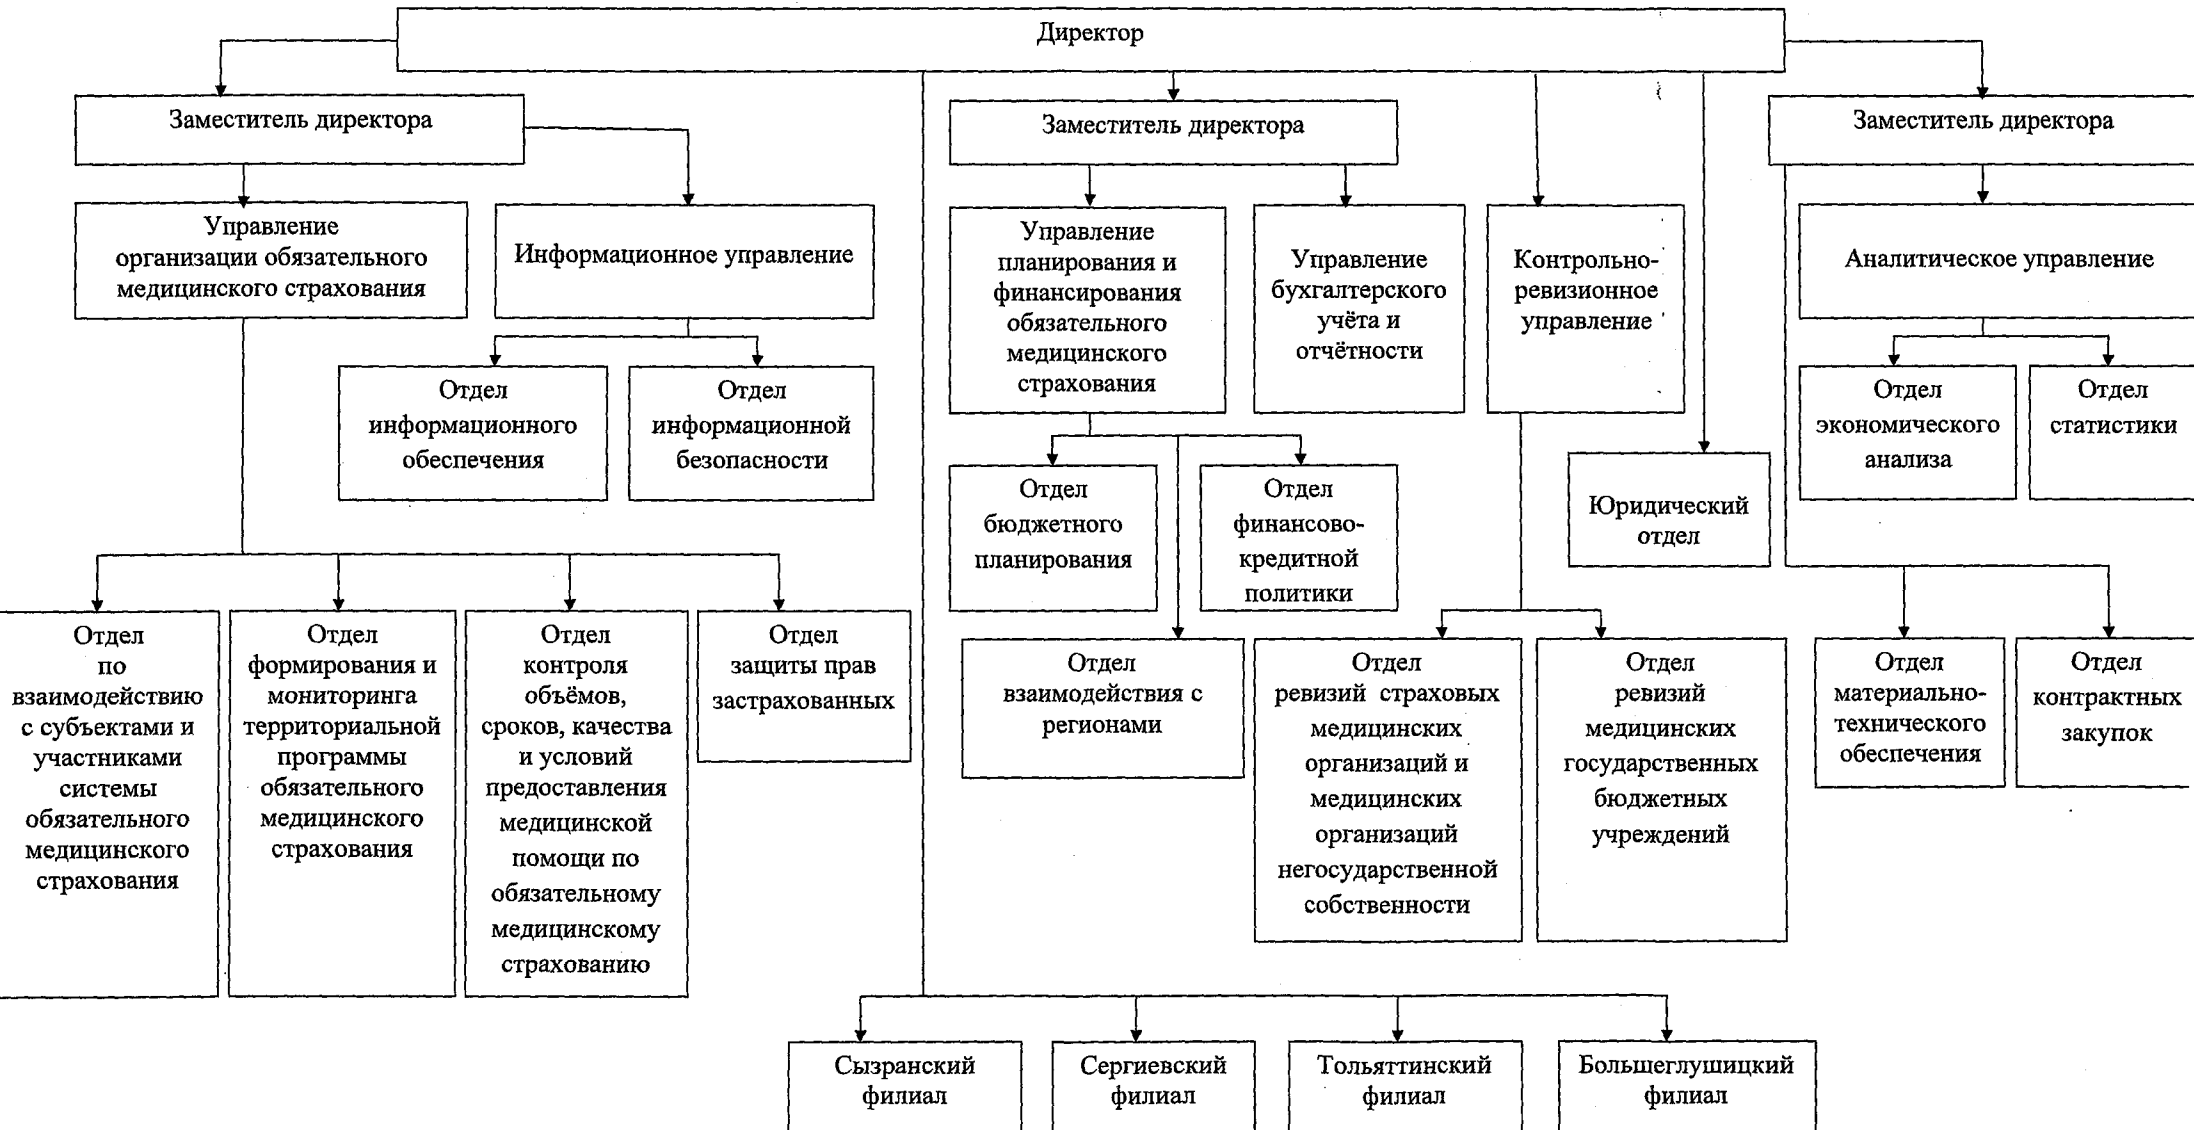 Директор
Заместитель директора
Заместитель директора
Заместитель директора
Управление
организации обязательного
медицинского страхования
Информационное управление
Управление
планирования и
финансирования
обязательного
медицинского
страхования
Управление
бухгалтерского
учёта и
отчётности
Контрольно-
ревизионное
управление
Аналитическое управление
Отдел
информационного
обеспечения
Отдел
информационной
безопасности
Отдел
экономического
анализа
Отдел
статистики
Отдел
бюджетного
планирования
Отдел
финансово-
кредитной
политики
Юридический
отдел
Отдел
по
взаимодействию
с субъектами и
участниками
системы
обязательного
медицинского
страхования
Отдел
формирования и
мониторинга
территориальной
программы
обязательного
медицинского
страхования
Отдел
контроля
объёмов,
сроков, качества
и условий
предоставления
медицинской
помощи по
обязательному
медицинскому
страхованию
Отдел
защиты прав
застрахованных
Отдел
взаимодействия с
регионами
Отдел
ревизий страховых
медицинских
организаций и
медицинских
организаций
негосударственной
собственности
Отдел
ревизий
медицинских
государственных
бюджетных
учреждений
Отдел
материально-
технического
обеспечения
Отдел
контрактных
закупок
Сызранский
филиал
Сергиевский
филиал
Тольяттинский
филиал
Большеглушицкий
филиал